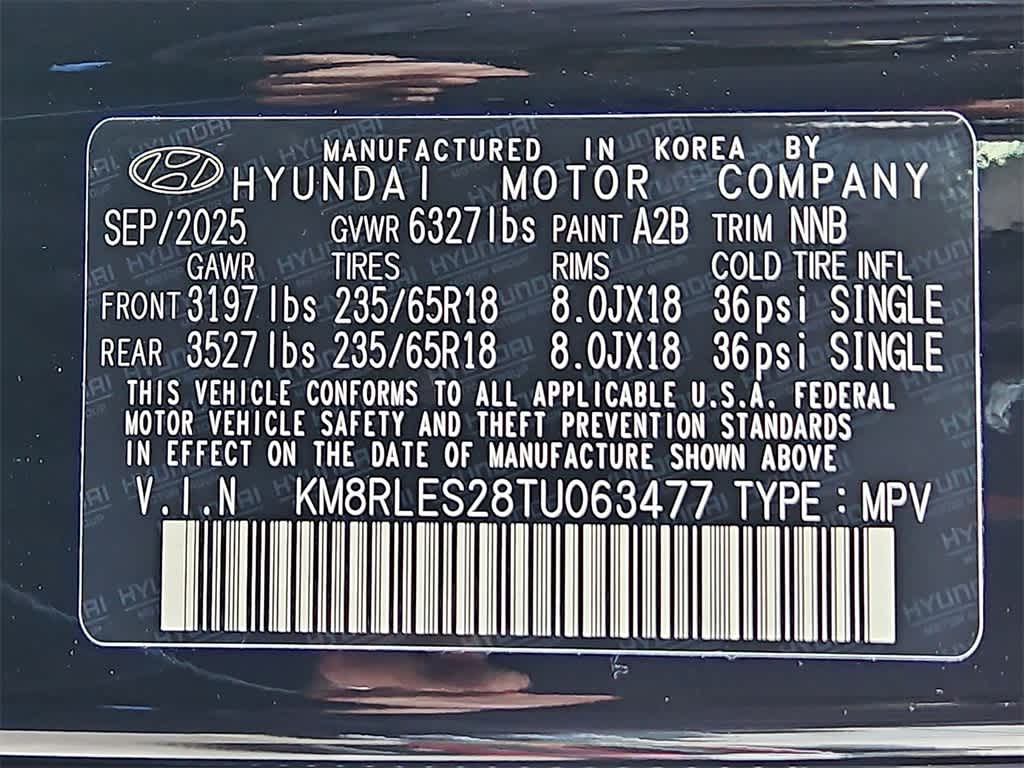 MANUFACTURED IN KOREA BY
HYUNDAI MOTOR COMPANY
SEP/2025 GVWR 6327lbs PAINT A2B TRIM NNB
GAWR TIRES RIMS COLD TIRE INFL
FRONT 3197lbs 235/65R18 8.0JX18 36psi SINGLE
REAR 3527lbs 235/65R18 8.0JX18 36psi SINGLE
THIS VEHICLE CONFORMS TO ALL APPLICABLE U.S.A. FEDERAL
MOTOR VEHICLE SAFETY AND THEFT PREVENTION STANDARDS
IN EFFECT ON THE DATE OF MANUFACTURE SHOWN ABOVE
V.I.N KM8RLES28TU063477 TYPE : MPV